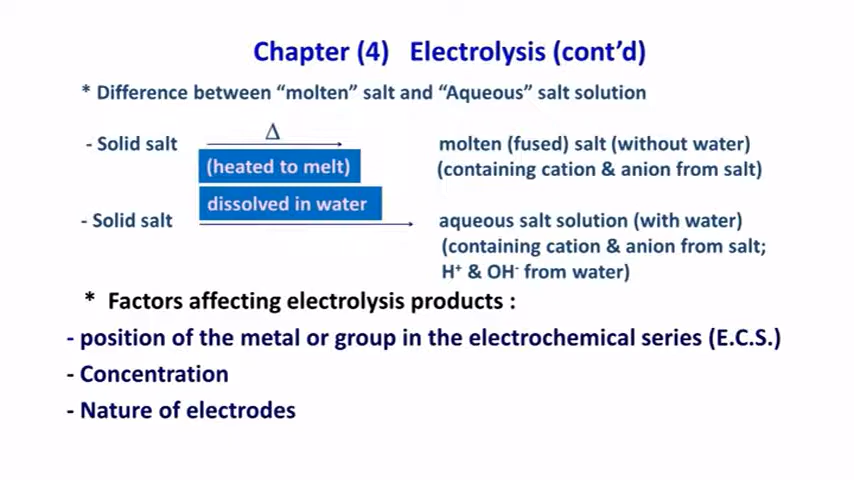 Chapter (4) Electrolysis (cont’d)
* Difference between “molten” salt and “Aqueous” salt solution
Δ
- Solid salt molten (fused) salt (without water)
(heated to melt) (containing cation & anion from salt)
dissolved in water
- Solid salt aqueous salt solution (with water)
(containing cation & anion from salt;
H⁺ & OH⁻ from water)
* Factors affecting electrolysis products :
- position of the metal or group in the electrochemical series (E.C.S.)
- Concentration
- Nature of electrodes